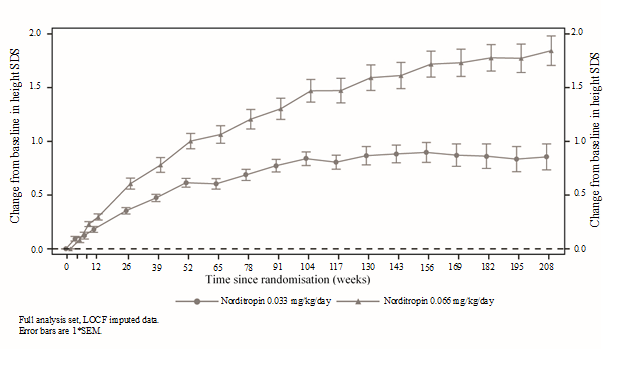 2.0
2.0
1.5
1.5
1.0
1.0
0.5
0.5
0.0
0.0
Change from baseline in height SDS
Change from baseline in height SDS
0 12 26 39 52 65 78 91 104 117 130 143 156 169 182 195 208
Time since randomisation (weeks)
Norditropin 0.033 mg/kg/day Norditropin 0.066 mg/kg/day
Full analysis set, LOCF imputed data.
Error bars are 1*SEM.